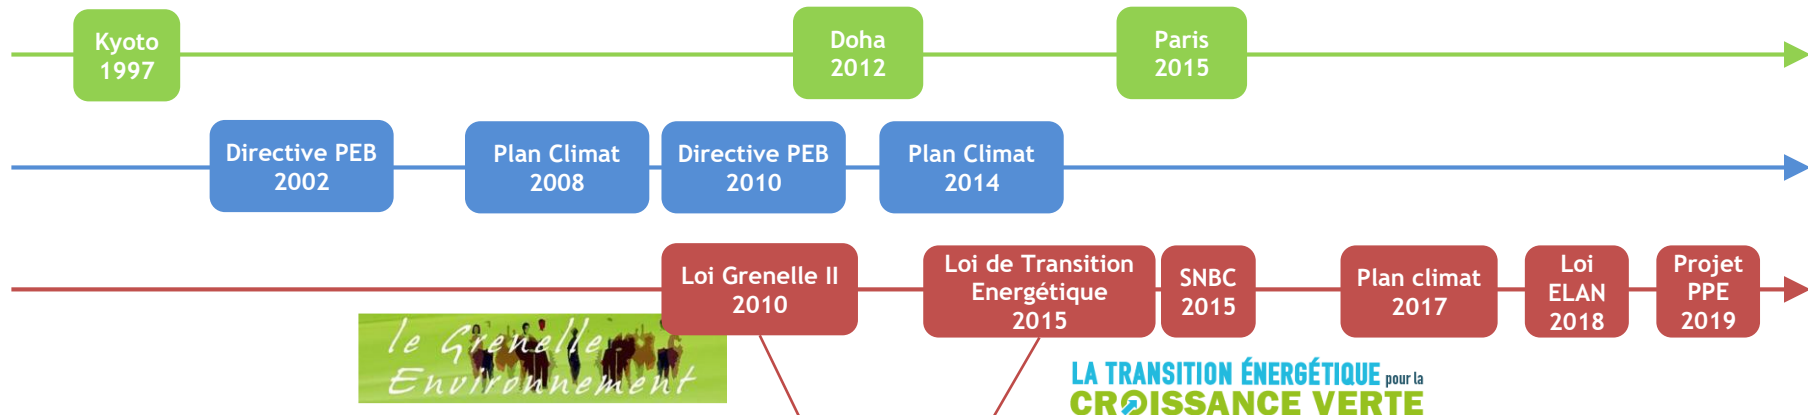 Kyoto
1997
Doha
2012
Paris
2015
Directive PEB
2002
Plan Climat
2008
Directive PEB
2010
Plan Climat
2014
Loi Grenelle II
2010
Loi de Transition
Energétique
2015
SNBC
2015
Plan climat
2017
Loi
ELAN
2018
Projet
PPE
2019
le Grenelle
Environnement
LA TRANSITION ÉNERGÉTIQUE pour la
CROISSANCE VERTE